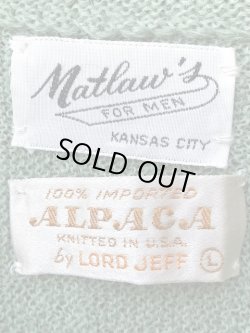 Matlaw's
FOR MEN
KANSAS CITY
SOLD OUT
100% IMPORTED
ALPACA
KNITTED IN U.S.A.
by LORD JEFF L